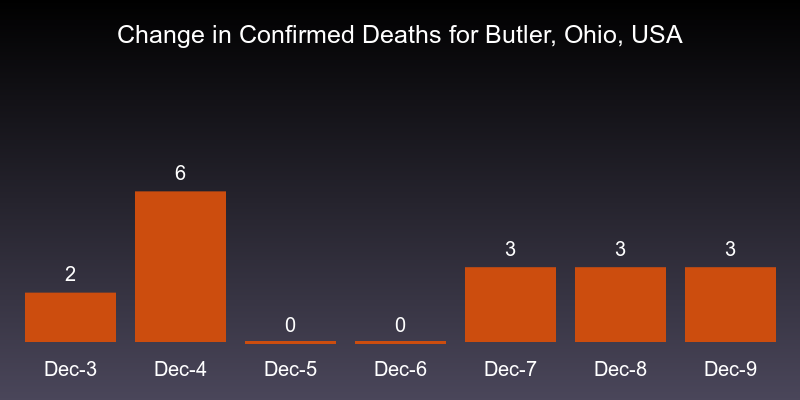 Change in Confirmed Deaths for Butler, Ohio, USA
6
2
3 3 3
0 0
Dec-3 Dec-4 Dec-5 Dec-6 Dec-7 Dec-8 Dec-9